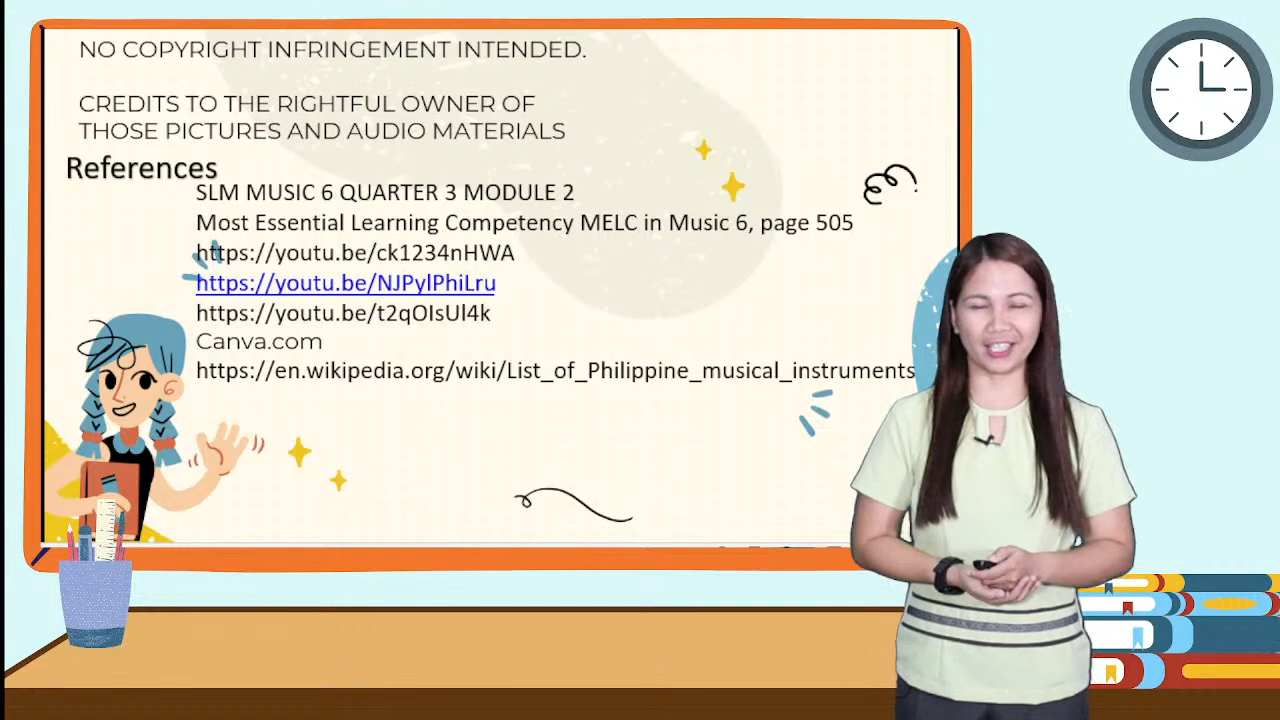 NO COPYRIGHT INFRINGEMENT INTENDED.
CREDITS TO THE RIGHTFUL OWNER OF
THOSE PICTURES AND AUDIO MATERIALS
References
SLM MUSIC 6 QUARTER 3 MODULE 2
Most Essential Learning Competency MELC in Music 6, page 505
https://youtu.be/ck1234nHWA
https://youtu.be/NJPylPhiLru
https://youtu.be/t2qOIsUl4k
Canva.com
https://en.wikipedia.org/wiki/List_of_Philippine_musical_instruments